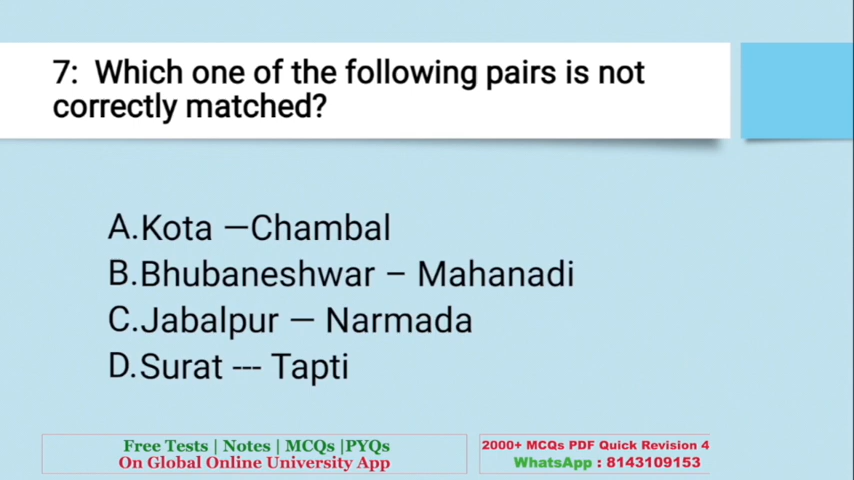 7: Which one of the following pairs is not
correctly matched?
A.Kota —Chambal
B.Bhubaneshwar – Mahanadi
C.Jabalpur — Narmada
D.Surat --- Tapti
Free Tests | Notes | MCQs |PYQs
On Global Online University App
2000+ MCQs PDF Quick Revision 4
WhatsApp : 8143109153